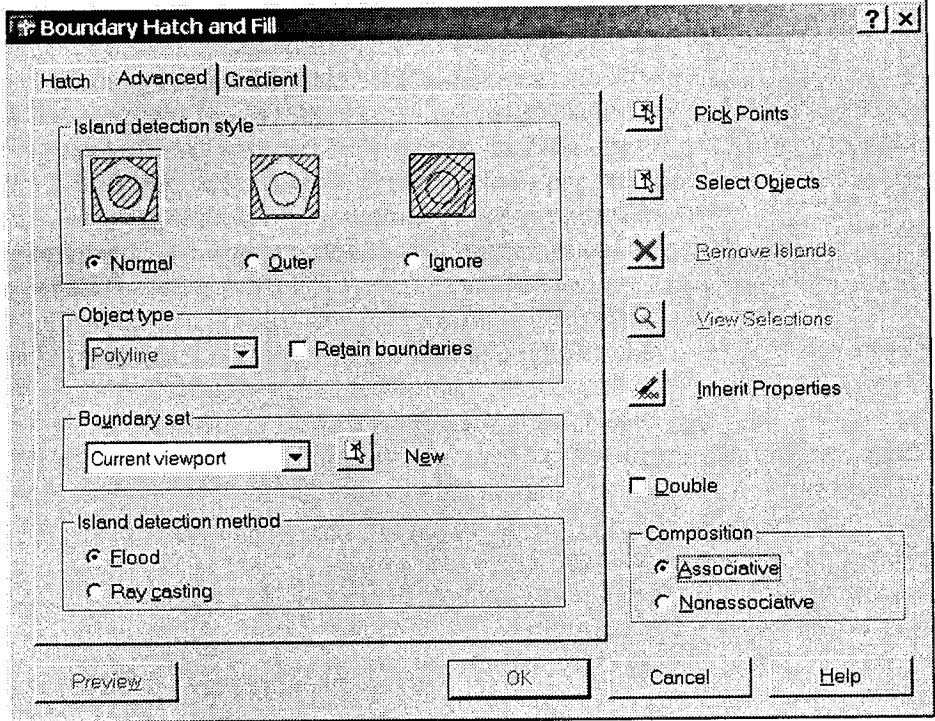 Boundary Hatch and Fill
Hatch Advanced Gradient
Island detection style
Normal Outer Ignore
Object type
Polyline Retain boundaries
Boundary set
Current viewport New
Island detection method
Flood
Ray casting
Pick Points
Select Objects
Remove Islands
View Selections
Inherit Properties
Double
Composition
Associative
Nonassociative
Preview OK Cancel Help